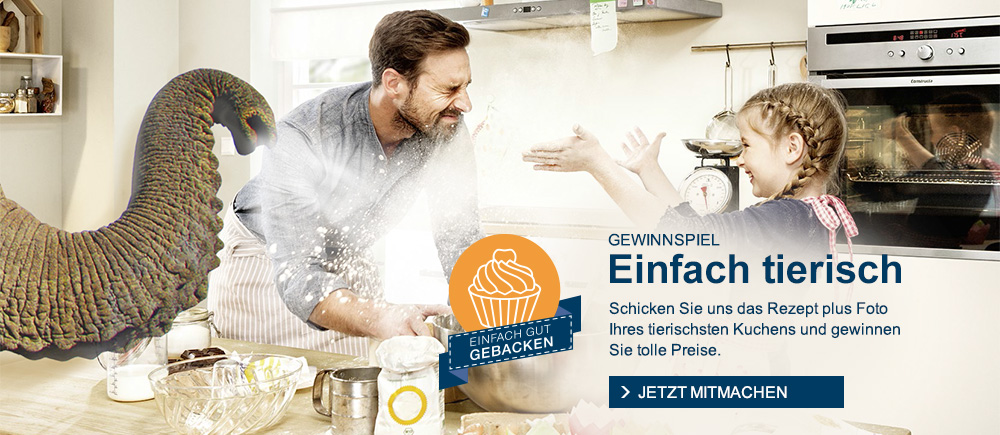 GEWINNSPIEL
Einfach tierisch
Schicken Sie uns das Rezept plus Foto
Ihres tierischsten Kuchens und gewinnen
Sie tolle Preise.
> JETZT MITMACHEN
EINFACH GUT
GEBACKEN